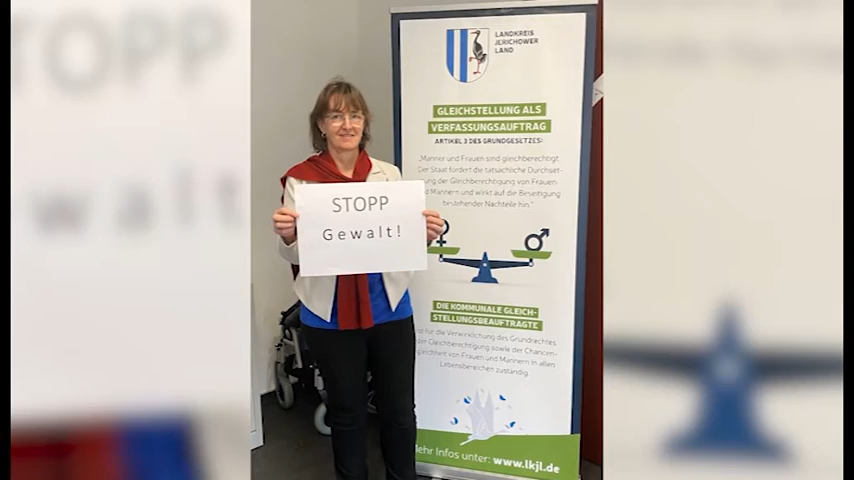 LANDKREIS
JERICHOWER
LAND
GLEICHSTELLUNG ALS
VERFASSUNGSAUFTRAG
ARTIKEL 3 DES GRUNDGESETZES:
„Männer und Frauen sind gleichberechtigt.
Der Staat fördert die tatsächliche Durchset-
ung der Gleichberechtigung von Frauen
nd Männern und wirkt auf die Beseitigung
bestehender Nachteile hin."
STOPP
Gewalt!
DIE KOMMUNALE GLEICH-
STELLUNGSBEAUFTRAGTE
ist für die Verwirklichung des Grundrechtes
der Gleichberechtigung sowie der Chancen-
gleichheit von Frauen und Männern in allen
Lebensbereichen zuständig.
Mehr Infos unter: www.lkjl.de